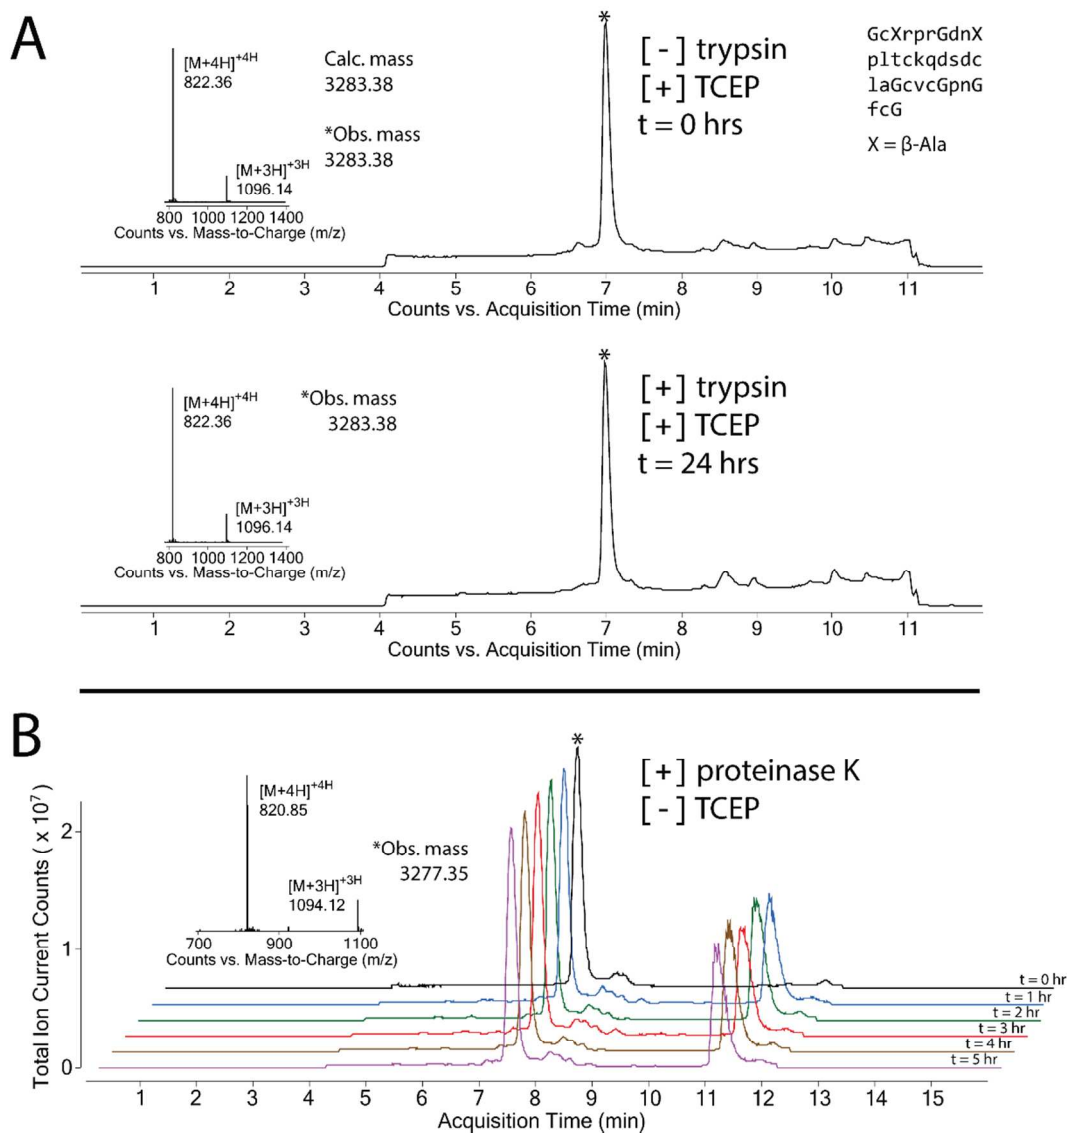 A
[M+4H]+4H
822.36
[M+3H]+3H
1096.14
800 1000 1200 1400
Counts vs. Mass-to-Charge (m/z)
Calc. mass
3283.38
*Obs. mass
3283.38
*
[-] trypsin
[+] TCEP
t = 0 hrs
GcXrprGdnX
pltckqdsdc
laGcvcGpnG
fcG
X = β-Ala
1 2 3 4 5 6 7 8 9 10 11
Counts vs. Acquisition Time (min)
[M+4H]+4H
822.36
[M+3H]+3H
1096.14
800 1000 1200 1400
Counts vs. Mass-to-Charge (m/z)
*Obs. mass
3283.38
*
[+] trypsin
[+] TCEP
t = 24 hrs
1 2 3 4 5 6 7 8 9 10 11
Counts vs. Acquisition Time (min)
B
Total Ion Current Counts ( x 10⁷)
2
1
0
[M+4H]+4H
820.85
[M+3H]+3H
1094.12
700 900 1100
Counts vs. Mass-to-Charge (m/z)
*Obs. mass
3277.35
*
[+] proteinase K
[-] TCEP
t = 0 hr
t = 1 hr
t = 2 hr
t = 3 hr
t = 4 hr
t = 5 hr
1 2 3 4 5 6 7 8 9 10 11 12 13 14 15
Acquisition Time (min)